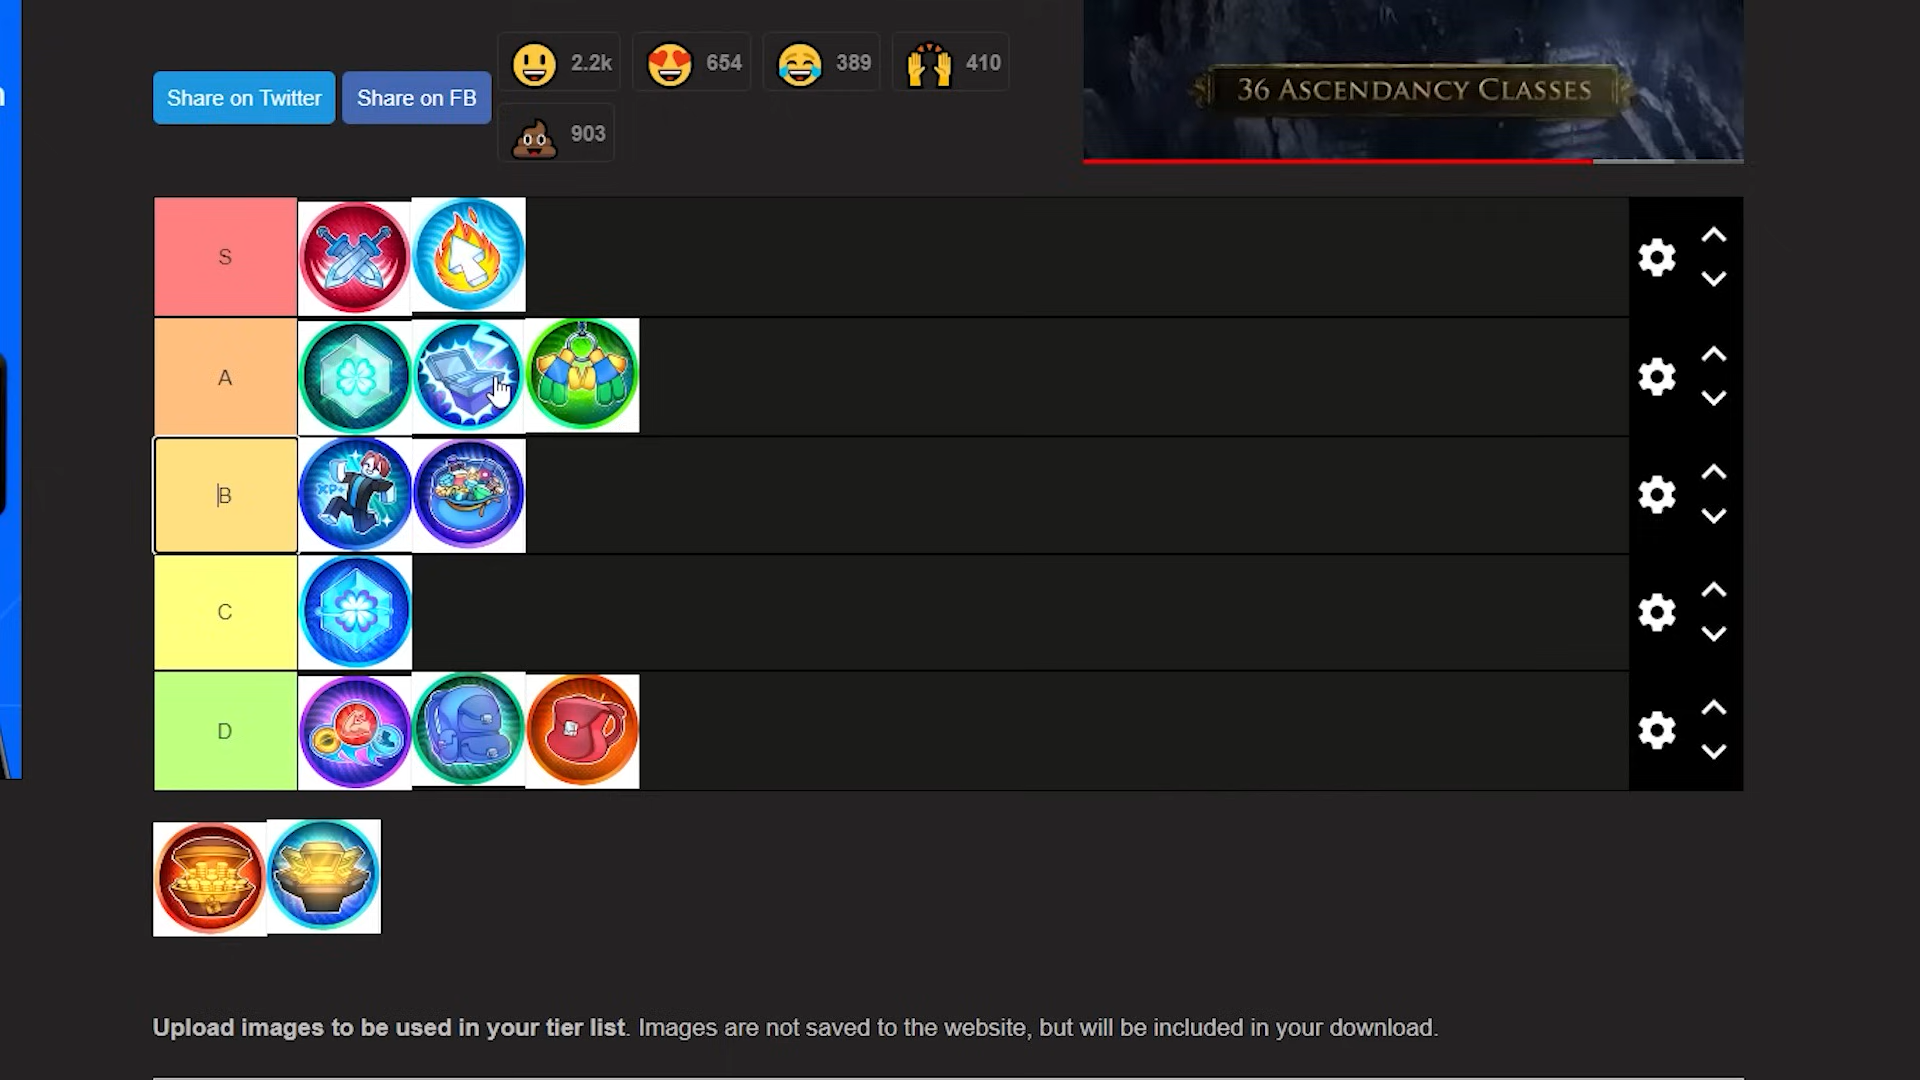 2.2k
654
389
410
Share on Twitter
Share on FB
903
36 ASCENDANCY CLASSES
S
A
B
XP+
C
D
Upload images to be used in your tier list. Images are not saved to the website, but will be included in your download.